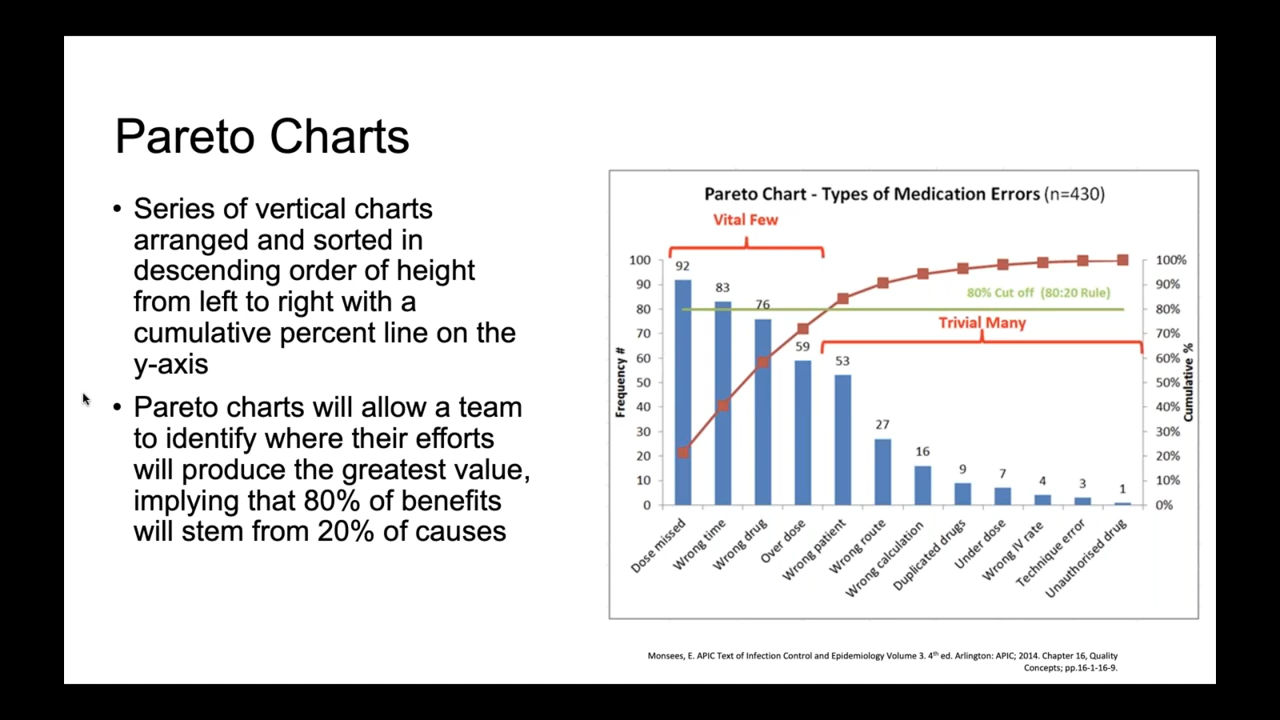 Pareto Charts
• Series of vertical charts
arranged and sorted in
descending order of height
from left to right with a
cumulative percent line on the
y-axis
• Pareto charts will allow a team
to identify where their efforts
will produce the greatest value,
implying that 80% of benefits
will stem from 20% of causes
Pareto Chart - Types of Medication Errors (n=430)
Vital Few
100
90
80
70
60
50
40
30
20
10
0
Frequency #
92
83
76
59
53
27
16
9
7
4
3
1
80% Cut off (80:20 Rule)
Trivial Many
100%
90%
80%
70%
60%
50%
40%
30%
20%
10%
0%
Cumulative %
Dose missed
Wrong time
Wrong drug
Over dose
Wrong patient
Wrong route
Wrong calculation
Duplicated drugs
Under dose
Wrong IV rate
Technique error
Unauthorised drug
Monsees, E. APIC Text of Infection Control and Epidemiology Volume 3. 4th ed. Arlington: APIC; 2014. Chapter 16, Quality
Concepts; pp.16-1-16-9.